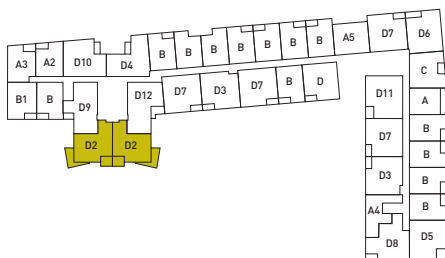 A3 A2 D10 D4 B B B B B B B A5 D7 D6
B1 B D9 D12 D7 D3 D7 B D D11 C
A
D2 D2 D7 B
B
D3 B
A4 B
D8 D5